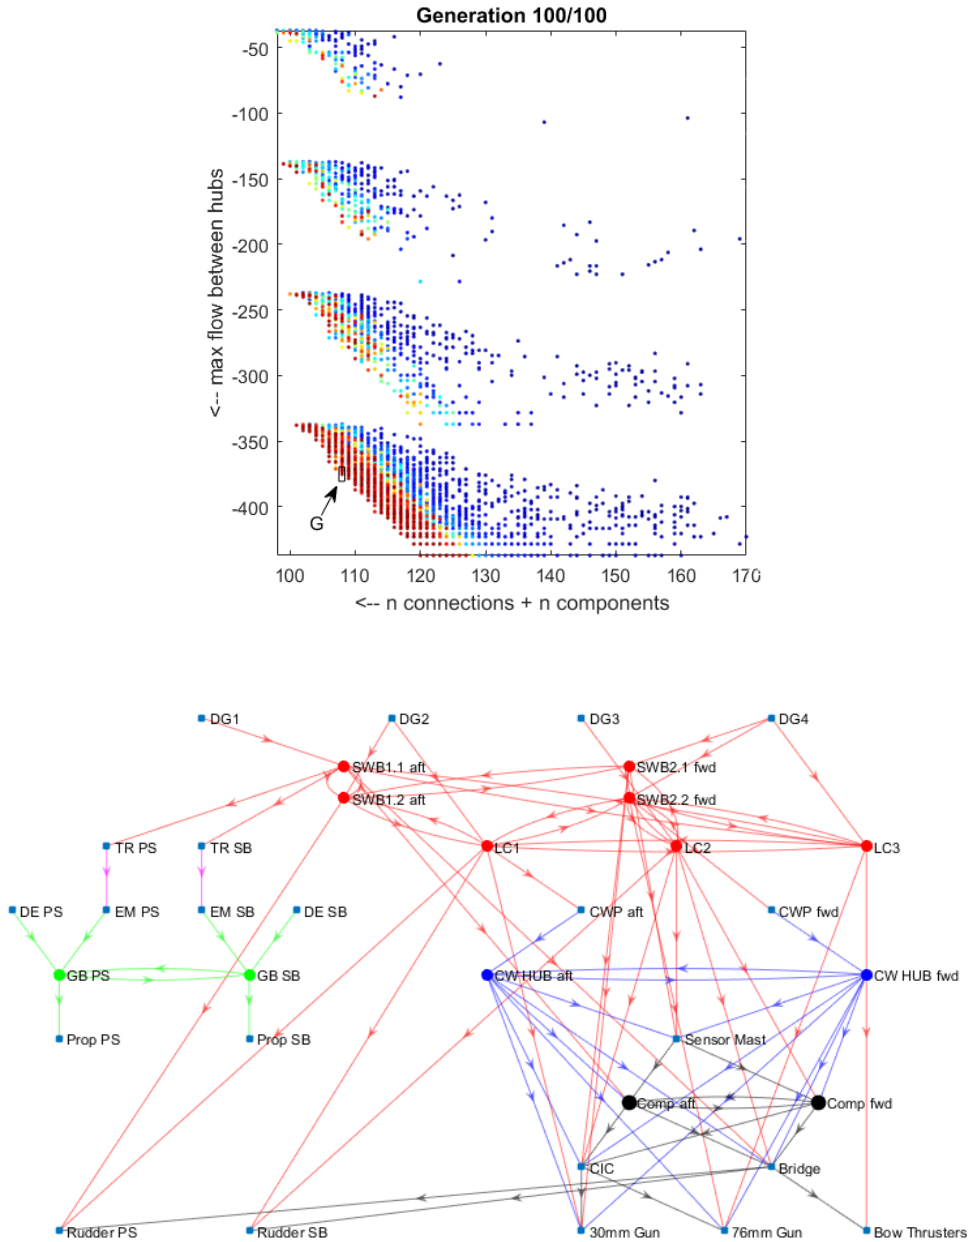 Generation 100/100
-50
-100
-150
-200
-250
-300
-350
-400
<-- max flow between hubs
G
100 110 120 130 140 150 160 170
<-- n connections + n components
DG1 DG2 DG3 DG4
SWB1.1 aft SWB2.1 fwd
SWB1.2 aft SWB2.2 fwd
TR PS TR SB LC1 LC2 LC3
DE PS EM PS EM SB DE SB CWP aft CWP fwd
GB PS GB SB CW HUB aft CW HUB fwd
Prop PS Prop SB Sensor Mast
Comp aft Comp fwd
CIC Bridge
Rudder PS Rudder SB 30mm Gun 76mm Gun Bow Thrusters